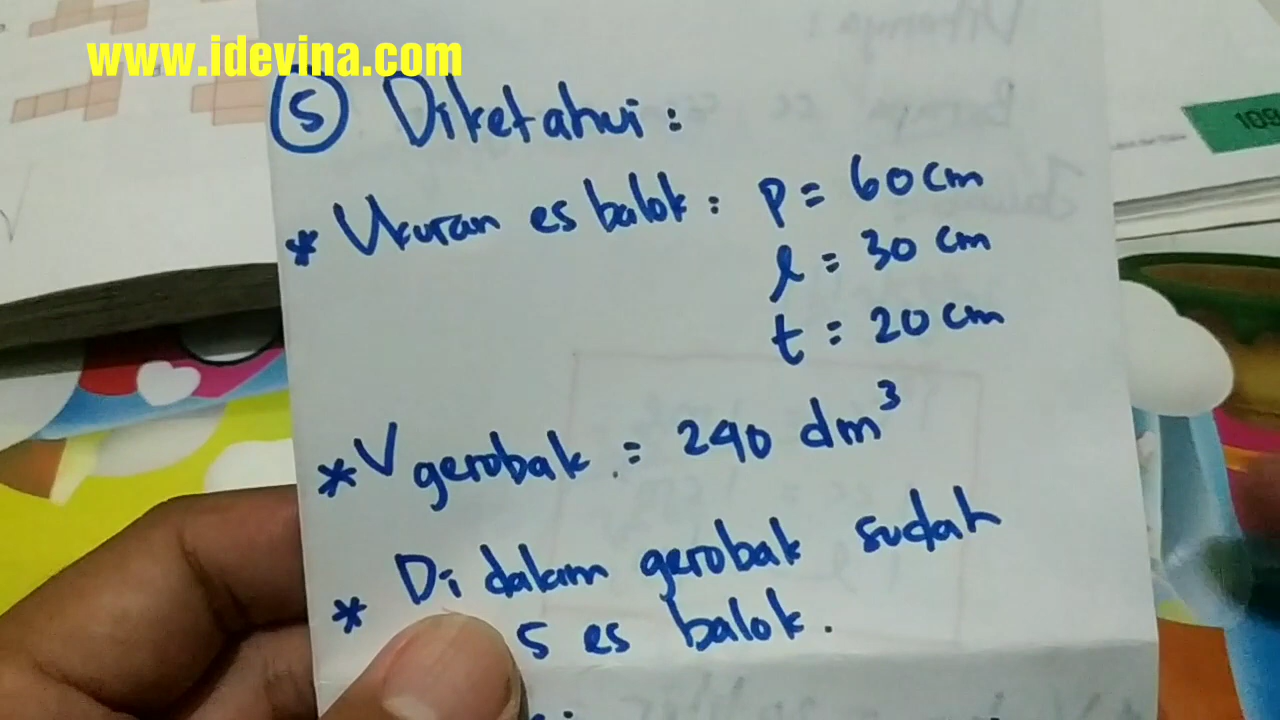 www.idevina.com
5 Diketahui :
* Ukuran es balok : p = 60 cm
l = 30 cm
t = 20 cm
* V gerobak = 240 dm³
* Di dalam gerobak sudah
5 es balok.
109